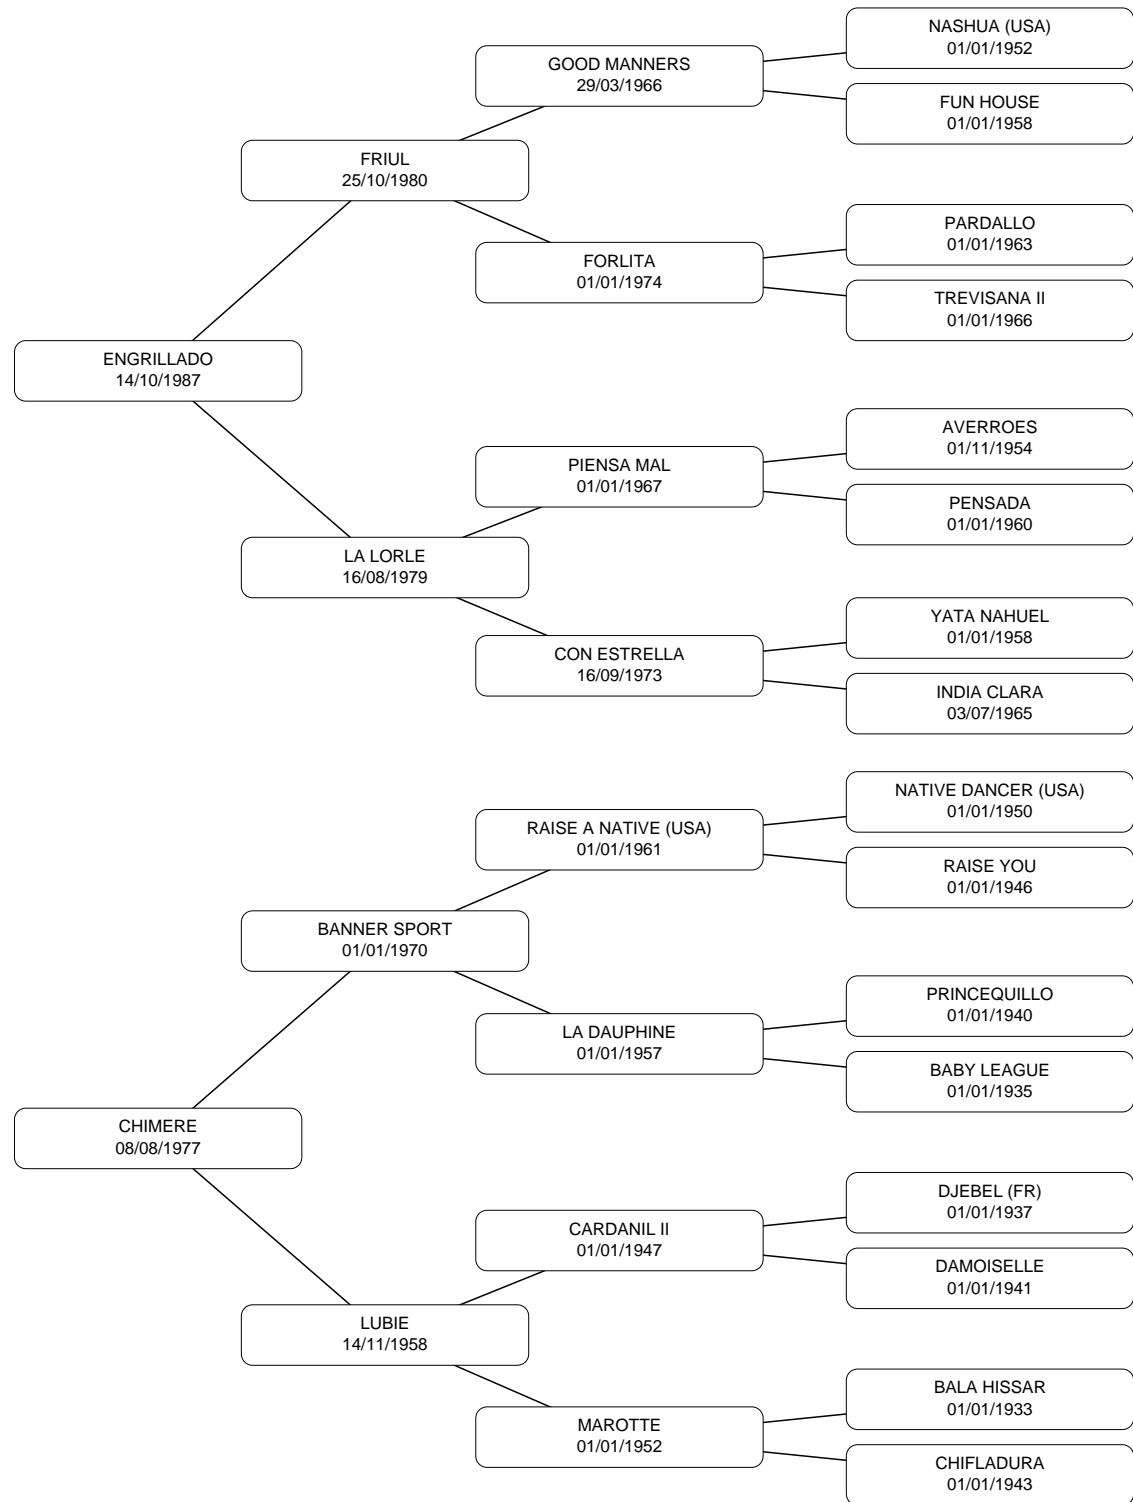 NASHUA (USA)
01/01/1952
GOOD MANNERS
29/03/1966
FUN HOUSE
01/01/1958
FRIUL
25/10/1980
PARDALLO
01/01/1963
FORLITA
01/01/1974
TREVISANA II
01/01/1966
ENGRILLADO
14/10/1987
AVERROES
01/11/1954
PIENSA MAL
01/01/1967
PENSADA
01/01/1960
LA LORLE
16/08/1979
YATA NAHUEL
01/01/1958
CON ESTRELLA
16/09/1973
INDIA CLARA
03/07/1965
NATIVE DANCER (USA)
01/01/1950
RAISE A NATIVE (USA)
01/01/1961
RAISE YOU
01/01/1946
BANNER SPORT
01/01/1970
PRINCEQUILLO
01/01/1940
LA DAUPHINE
01/01/1957
BABY LEAGUE
01/01/1935
CHIMERE
08/08/1977
DJEBEL (FR)
01/01/1937
CARDANIL II
01/01/1947
DAMOISELLE
01/01/1941
LUBIE
14/11/1958
BALA HISSAR
01/01/1933
MAROTTE
01/01/1952
CHIFLADURA
01/01/1943